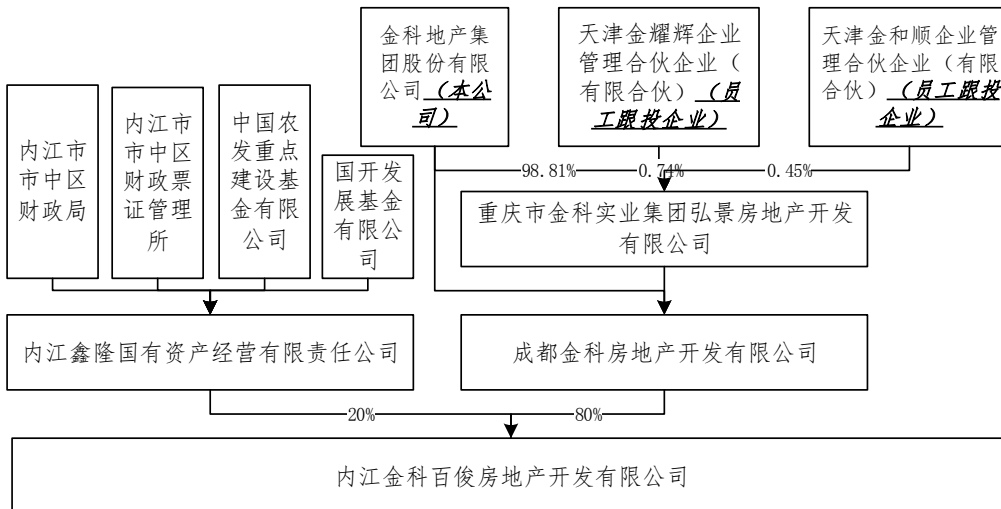 金科地产集
团股份有限
公司（本公
司）
天津金耀辉企业
管理合伙企业（
有限合伙）（员
工跟投企业）
天津金和顺企业管
理合伙企业（有限
合伙）（员工跟投
企业）
内江市
市中区
财政局
内江市
市中区
财政票
证管理
所
中国农
发重点
建设基
金有限
公司
国开发
展基金
有限公
司
98.81%
0.74%
0.45%
重庆市金科实业集团弘景房地产开发
有限公司
内江鑫隆国有资产经营有限责任公司
成都金科房地产开发有限公司
20%
80%
内江金科百俊房地产开发有限公司